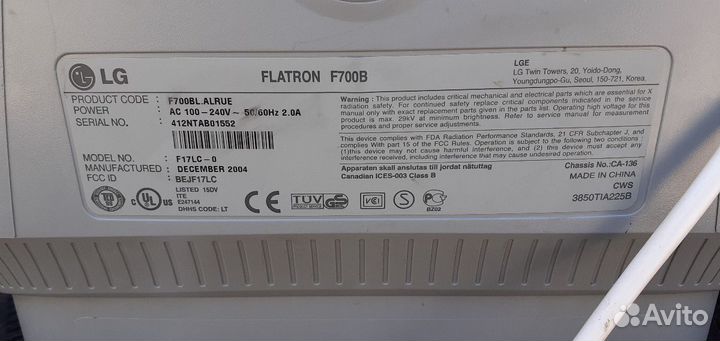 LG
FLATRON F700B
LGE
LG Twin Towers, 20, Yoido-Dong,
Youngdungpo-Gu, Seoul, 150-721, Korea.
PRODUCT CODE : F700BL.ALRUE
POWER : AC 100-240V~ 50/60Hz 2.0A
SERIAL NO. : 412NTAB01552
Warning : This product includes critical mechanical and electrical parts which are essential for X
radiation safety. For continued safety replace critical components indicated in the service
manual only with exact replacement parts given in the parts list. Operating high voltage for this
product is max. 29kV at minimum brightness. Refer to service manual for measurement
procedures and proper service adjustments.
This device complies with FDA Radiation Performance Standards, 21 CFR Subchapter J, and
complies with Part 15 of the FCC Rules. Operation is subject to the following two conditions:
(1)this device may not cause harmful interference, and (2) this device must accept any
interference received, including interference that may cause undesired operation.
Apparaten skall anslutas till jordat nätuttag
Canadian ICES-003 Class B
MODEL NO. : F17LC-0
MANUFACTURED : DECEMBER 2004
FCC ID : BEJF17LC
LISTED 15DV
ITE
E247144
DHHS CODE: LT
c UL US
CE
TÜV
GS
VCI
S
BZ02
Chassis No.:CA-136
MADE IN CHINA
CWS
3850TIA225B
Avito